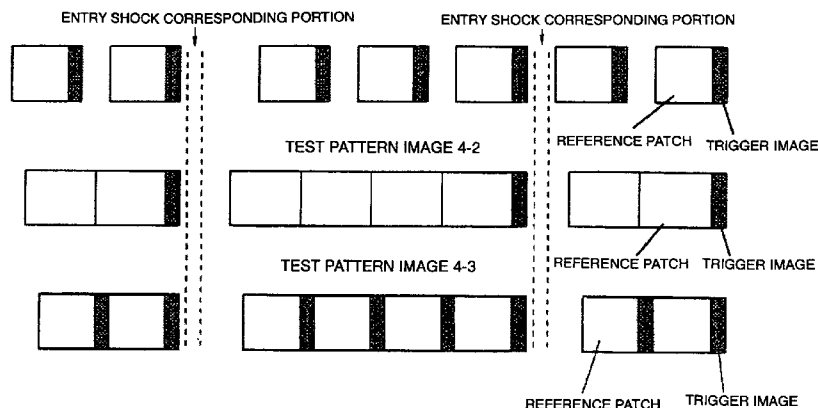 ENTRY SHOCK CORRESPONDING PORTION
ENTRY SHOCK CORRESPONDING PORTION
REFERENCE PATCH
TRIGGER IMAGE
TEST PATTERN IMAGE 4-2
REFERENCE PATCH
TRIGGER IMAGE
TEST PATTERN IMAGE 4-3
REFERENCE PATCH
TRIGGER IMAGE